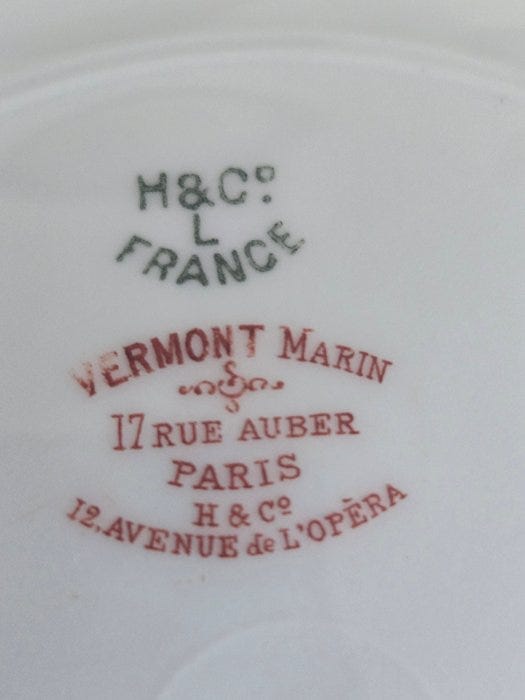 H & Cº
L
FRANCE
VERMONT MARIN
17 RUE AUBER
PARIS
H & Cº
12, AVENUE de L'OPÈRA